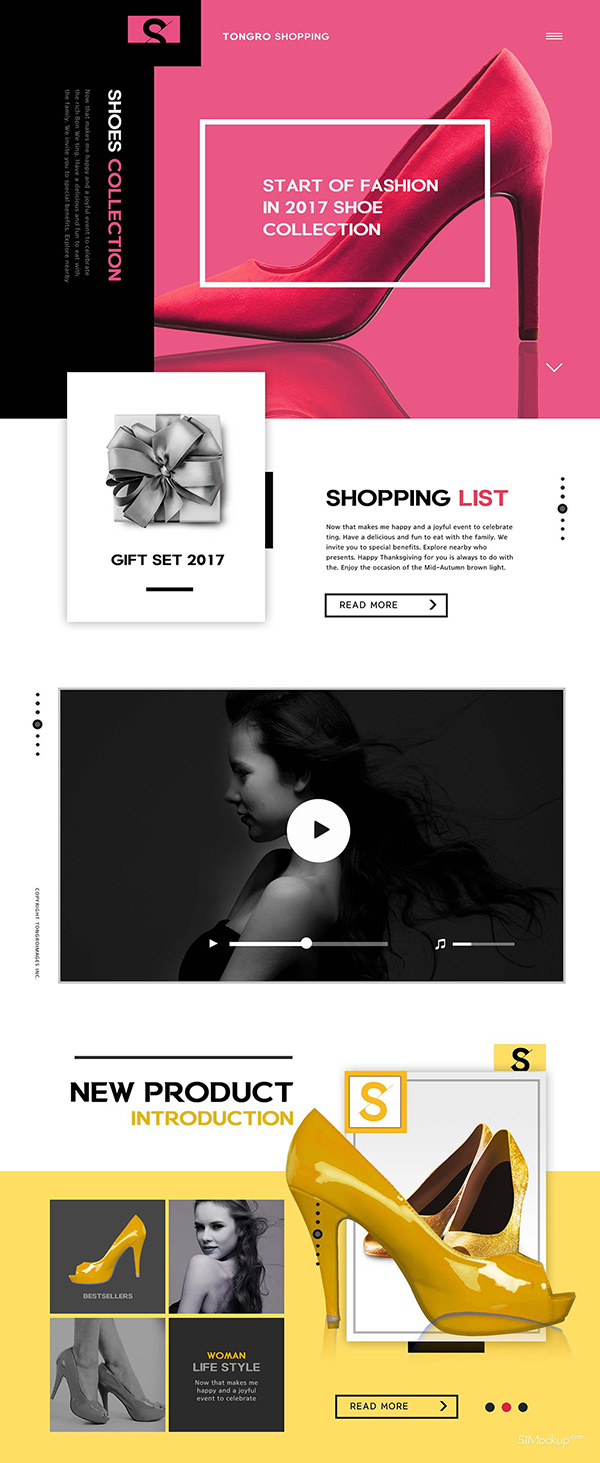 S
TONGRO SHOPPING
SHOES COLLECTION
Now that makes me happy and a joyful event to celebrate
the rich Bon We ting. Have a delicious and fun to eat with
the family. We invite you to special benefits. Explore nearby
START OF FASHION
IN 2017 SHOE
COLLECTION
GIFT SET 2017
SHOPPING LIST
Now that makes me happy and a joyful event to celebrate
ting. Have a delicious and fun to eat with the family. We
invite you to special benefits. Explore nearby who
presents. Happy Thanksgiving for you is always to do with
the. Enjoy the occasion of the Mid-Autumn brown light.
READ MORE
COPYRIGHT TONGROIMAGES INC.
NEW PRODUCT
INTRODUCTION
S
S
BESTSELLERS
WOMAN
LIFE STYLE
Now that makes me
happy and a joyful
event to celebrate
READ MORE
51Mockup.com